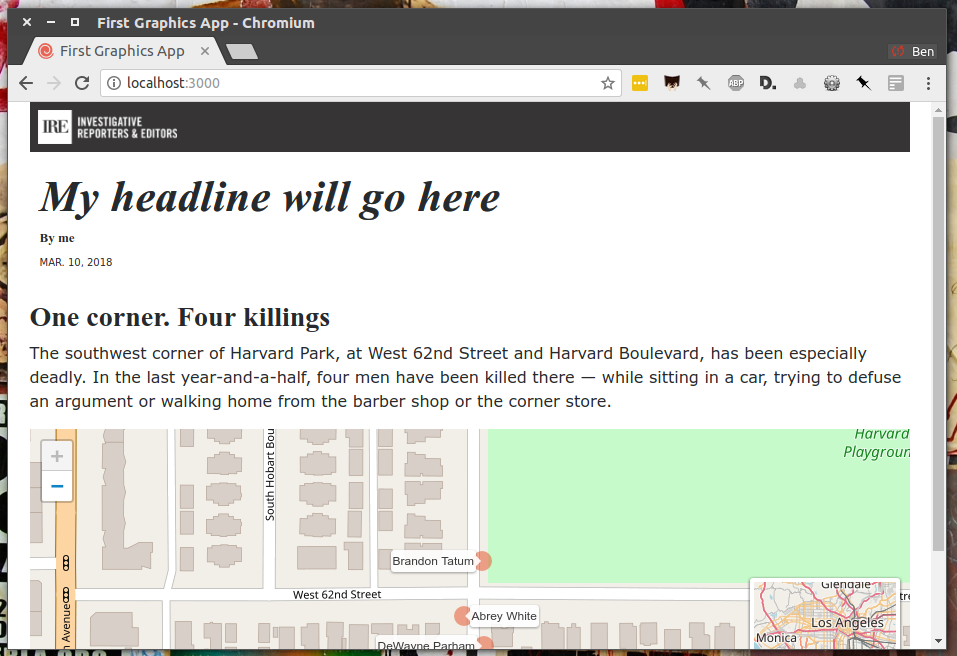 First Graphics App - Chromium
First Graphics App
Ben
localhost:3000
ABP
D.
IRE
INVESTIGATIVE
REPORTERS & EDITORS
My headline will go here
By me
MAR. 10, 2018
One corner. Four killings
The southwest corner of Harvard Park, at West 62nd Street and Harvard Boulevard, has been especially
deadly. In the last year-and-a-half, four men have been killed there — while sitting in a car, trying to defuse
an argument or walking home from the barber shop or the corner store.
+
−
South Hobart Bou
Harvard
Playgroun
Brandon Tatum
West 62nd Street
Abrey White
DeWayne Parham
n Avenue
Glendale
Los Angeles
Monica